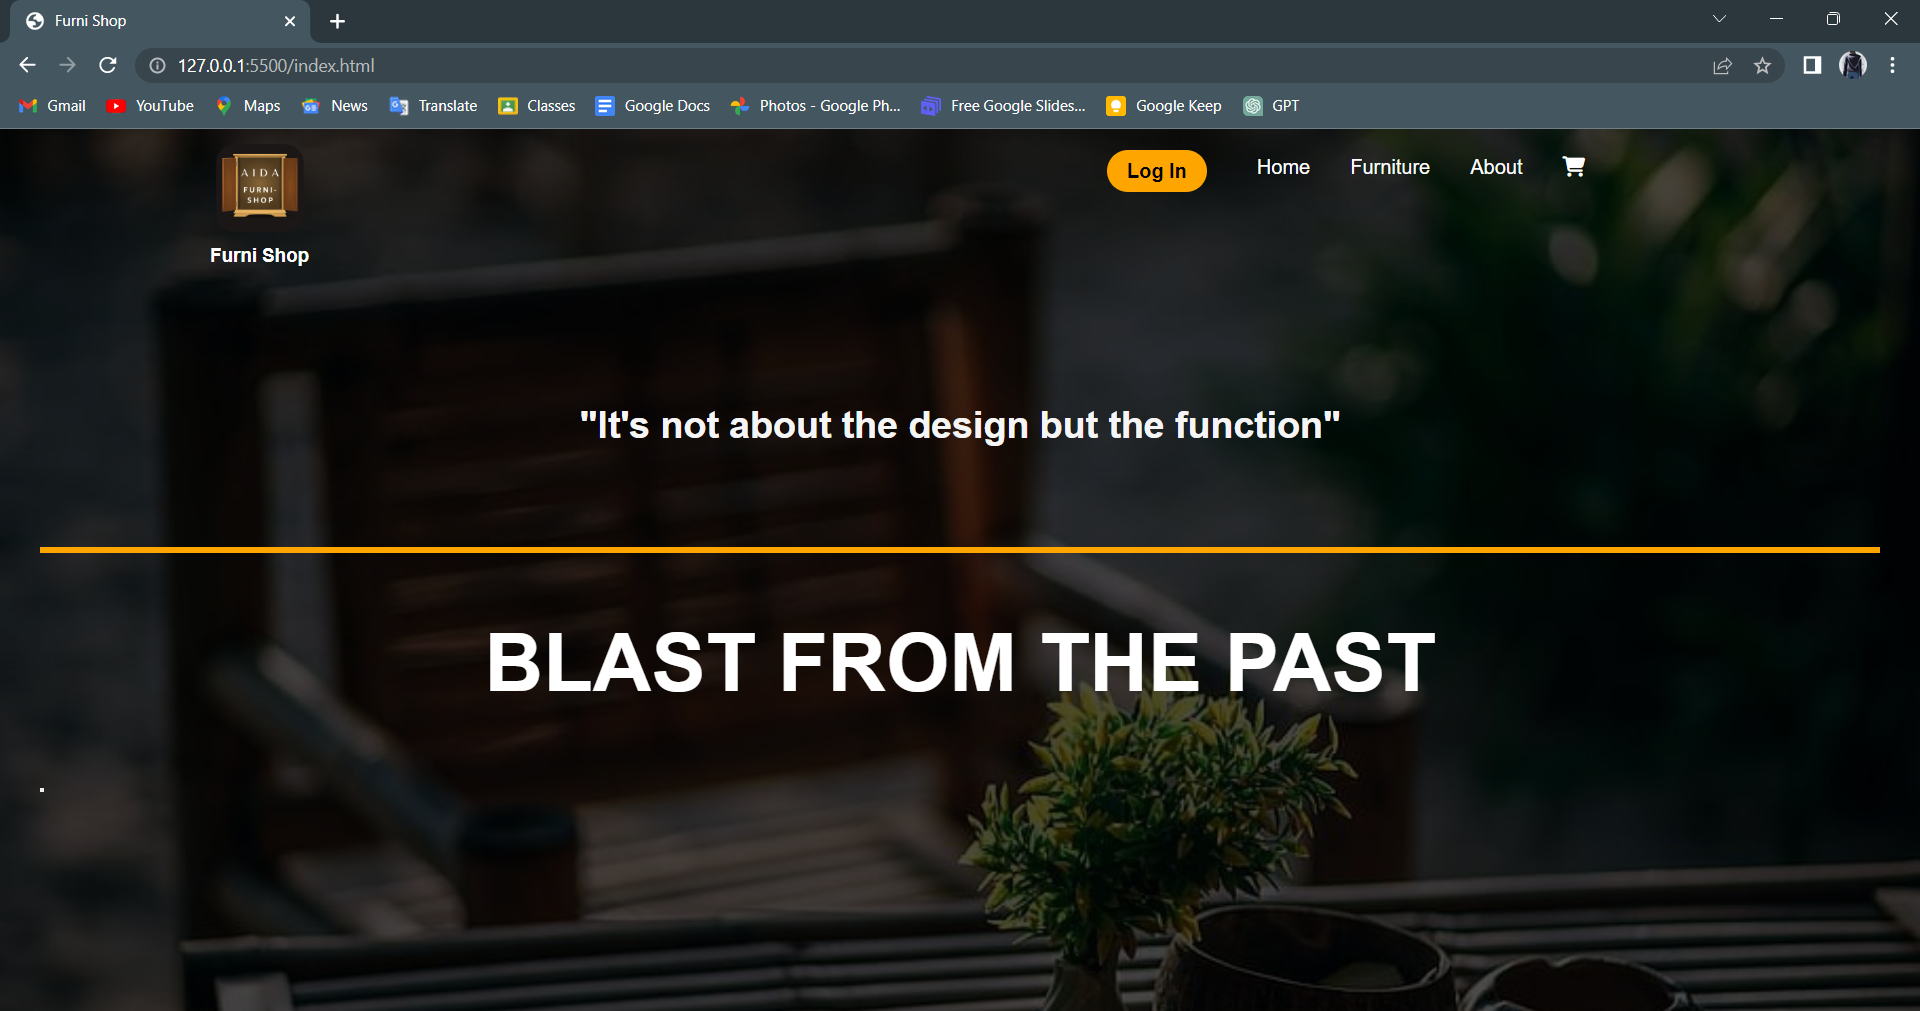 Furni Shop
127.0.0.1:5500/index.html
Gmail YouTube Maps News Translate Classes Google Docs Photos - Google Ph... Free Google Slides... Google Keep GPT
AIDA
FURNI-
SHOP
Furni Shop
Log In Home Furniture About
"It's not about the design but the function"
BLAST FROM THE PAST
.